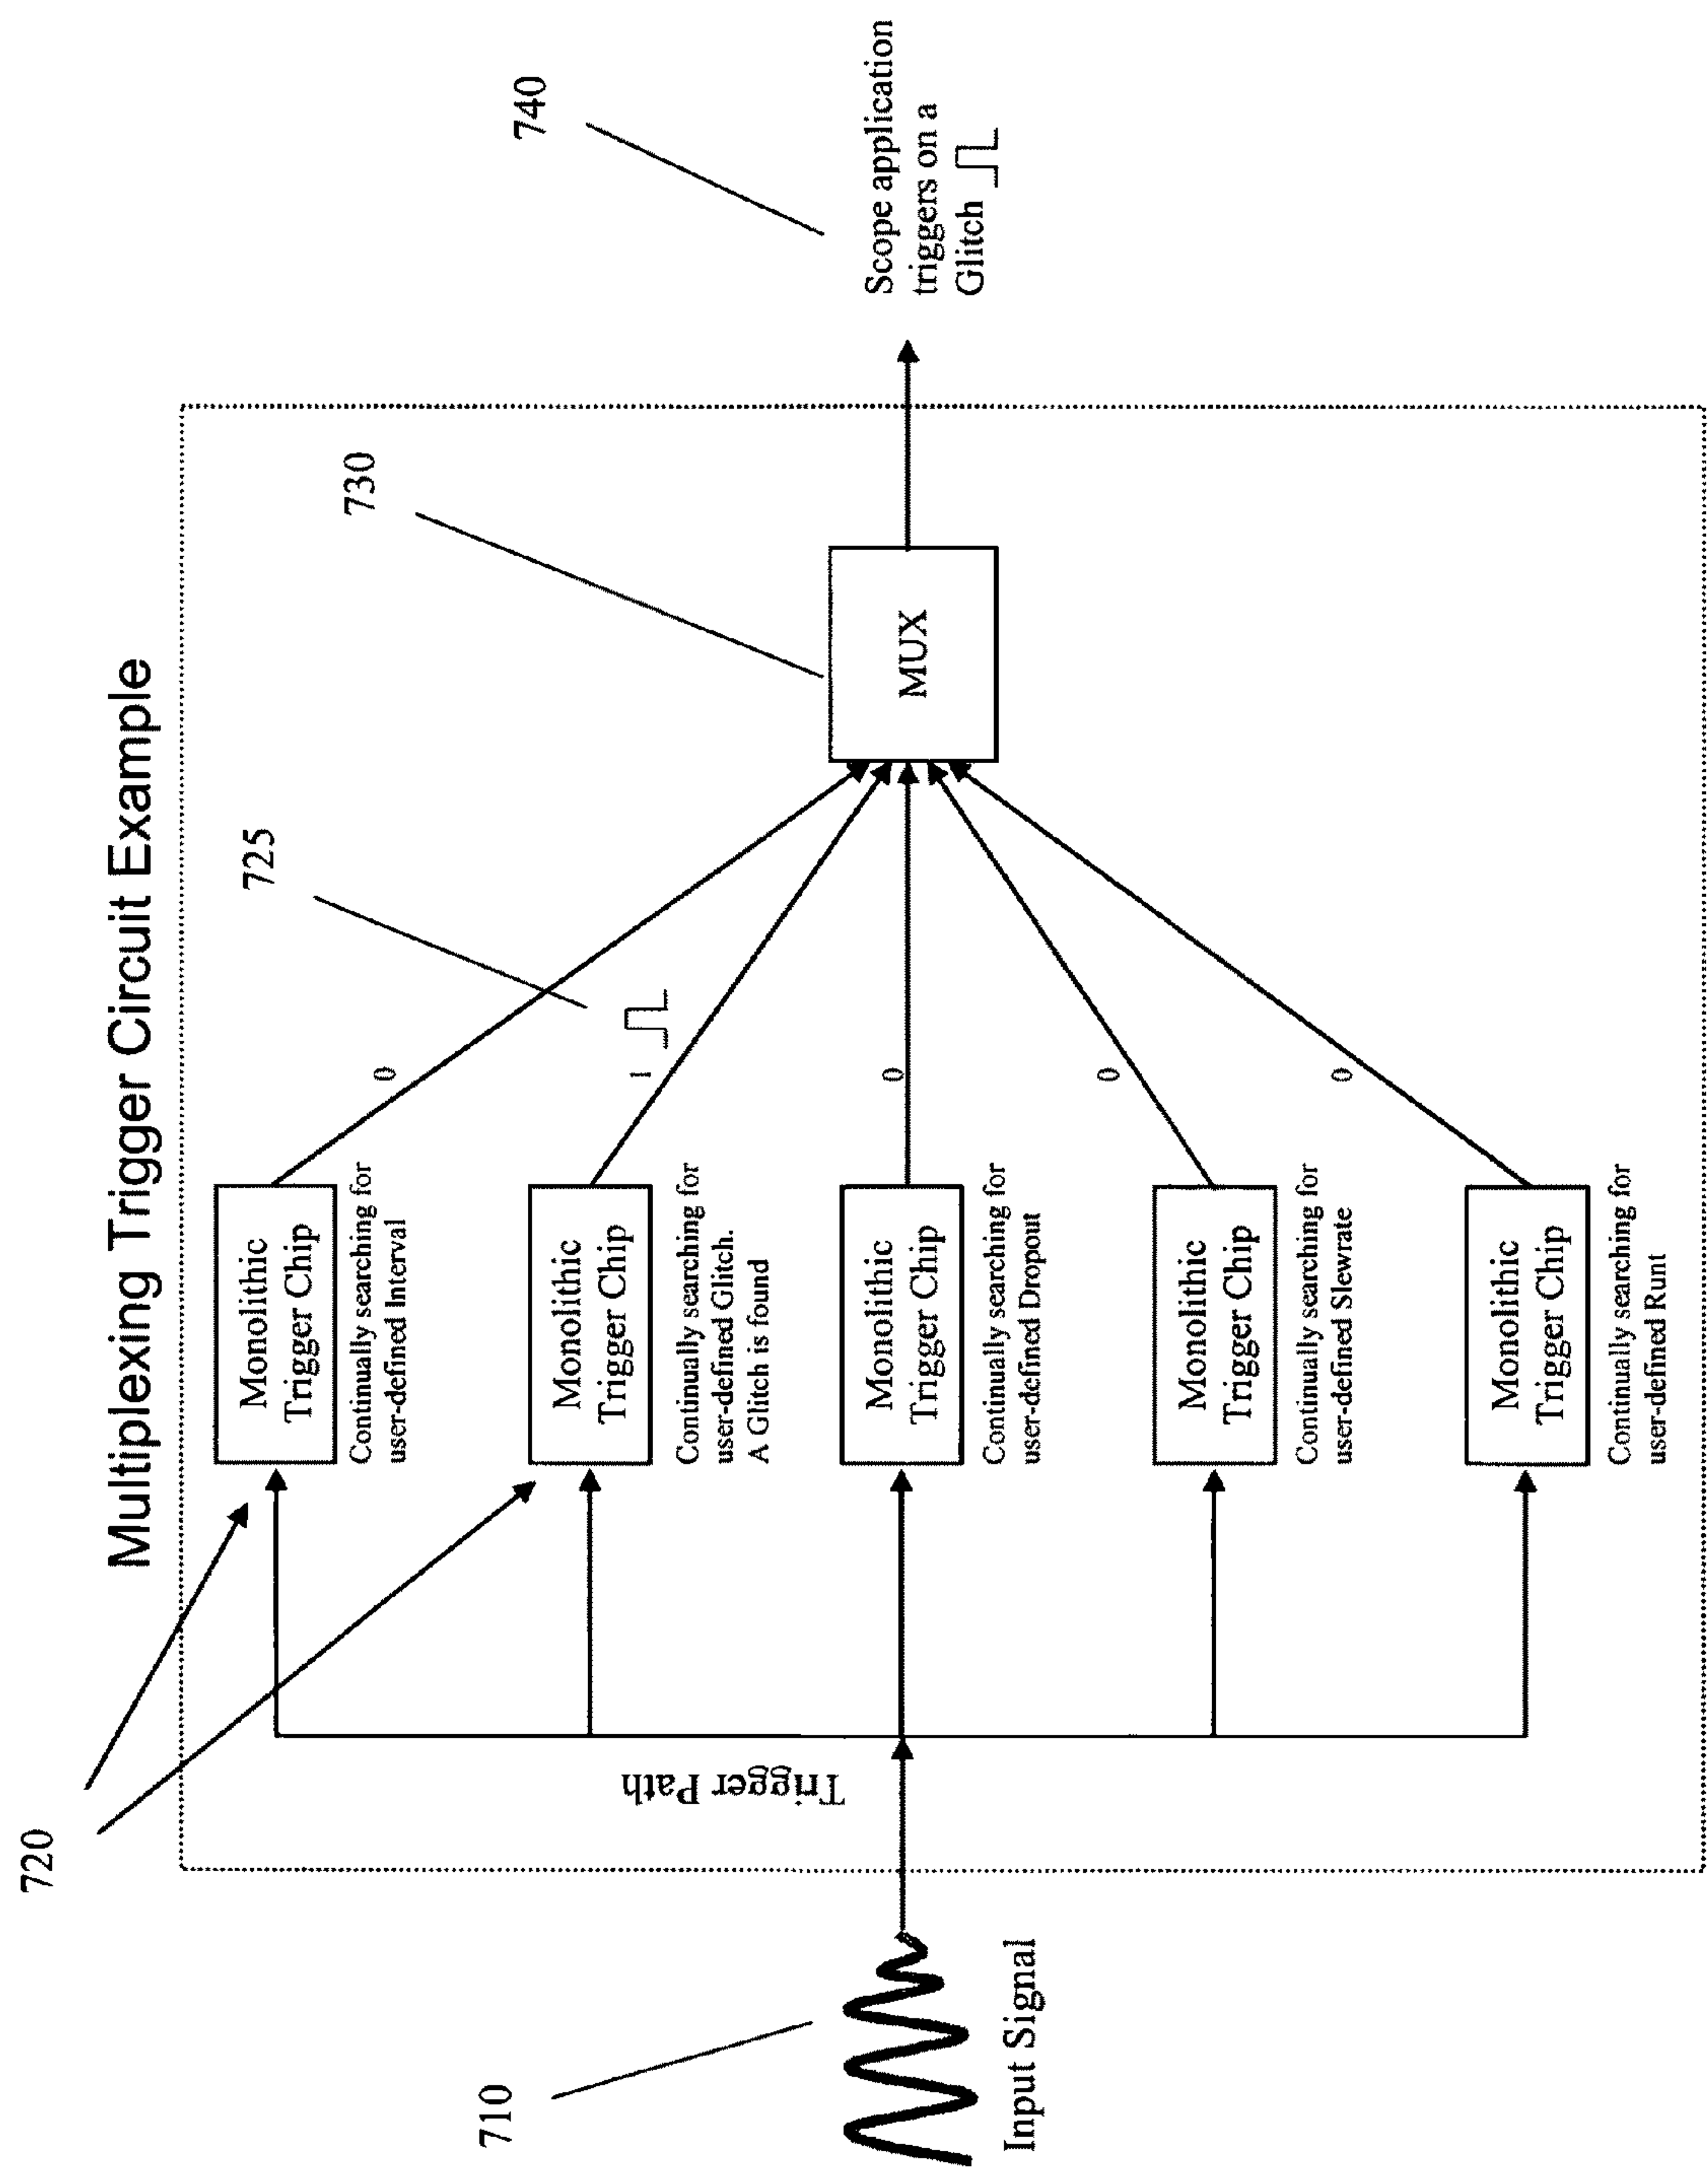 Multiplexing Trigger Circuit Example
720
710
Input Signal
Trigger Path
Monolithic
Trigger Chip
Continually searching for
user-defined Interval
0
Monolithic
Trigger Chip
Continually searching for
user-defined Glitch.
A Glitch is found
1
725
Monolithic
Trigger Chip
Continually searching for
user-defined Dropout
0
Monolithic
Trigger Chip
Continually searching for
user-defined Slewrate
0
Monolithic
Trigger Chip
Continually searching for
user-defined Runt
0
730
MUX
740
Scope application
triggers on a
Glitch